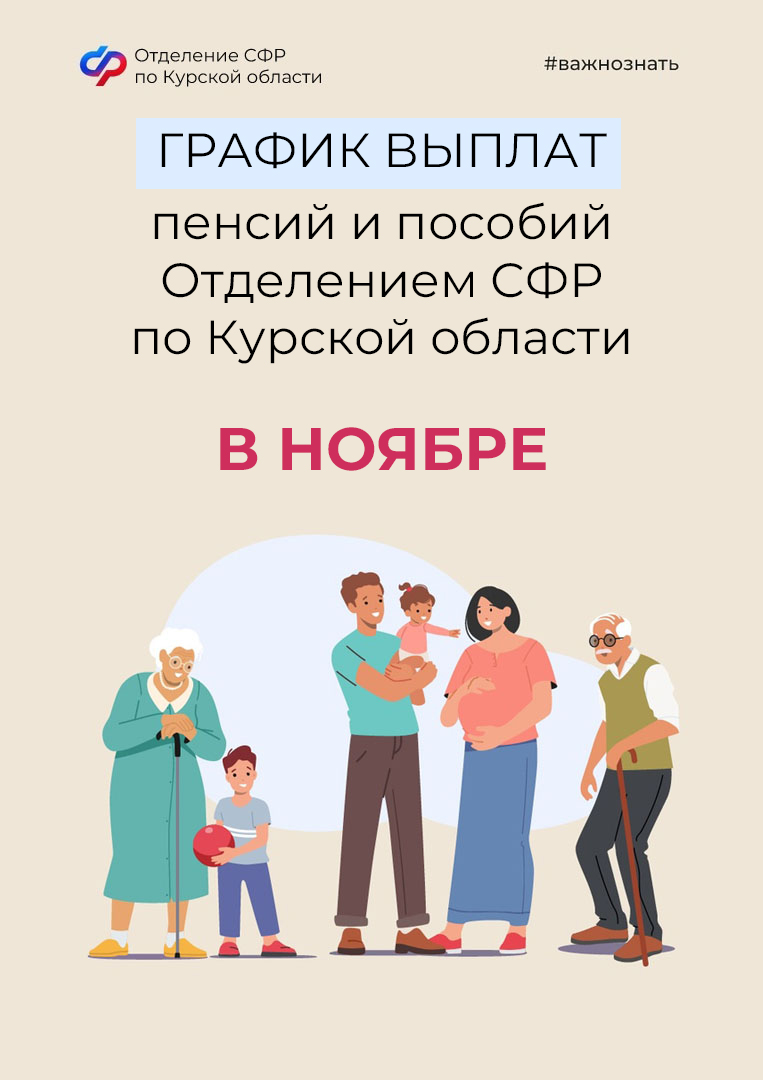 Отделение СФР
по Курской области
#важнознать
ГРАФИК ВЫПЛАТ
пенсий и пособий
Отделением СФР
по Курской области
В НОЯБРЕ